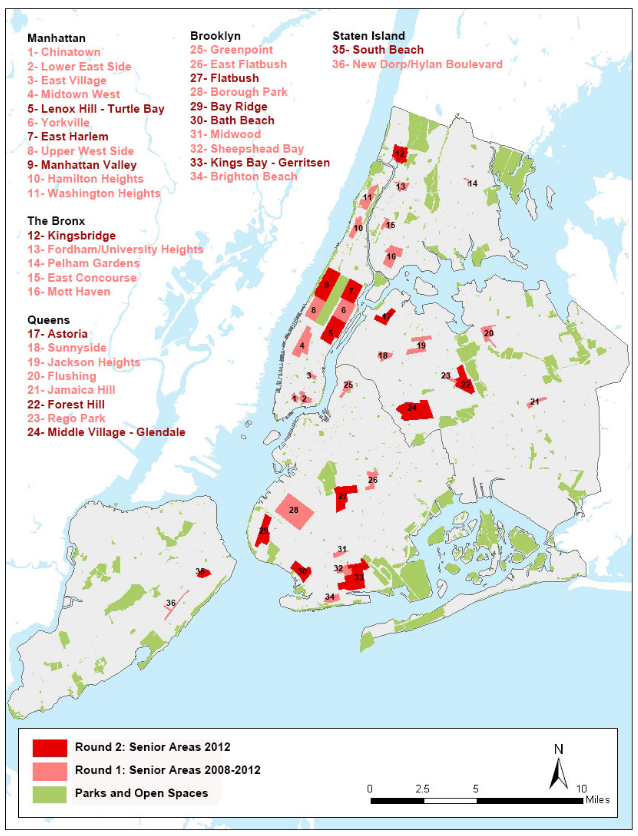 Manhattan
1- Chinatown
2- Lower East Side
3- East Village
4- Midtown West
5- Lenox Hill - Turtle Bay
6- Yorkville
7- East Harlem
8- Upper West Side
9- Manhattan Valley
10- Hamilton Heights
11- Washington Heights
The Bronx
12- Kingsbridge
13- Fordham/University Heights
14- Pelham Gardens
15- East Concourse
16- Mott Haven
Queens
17- Astoria
18- Sunnyside
19- Jackson Heights
20- Flushing
21- Jamaica Hill
22- Forest Hill
23- Rego Park
24- Middle Village - Glendale
Brooklyn
25- Greenpoint
26- East Flatbush
27- Flatbush
28- Borough Park
29- Bay Ridge
30- Bath Beach
31- Midwood
32- Sheepshead Bay
33- Kings Bay - Gerritsen
34- Brighton Beach
Staten Island
35- South Beach
36- New Dorp/Hylan Boulevard
12
13
14
11
10
15
16
9
7
8
6
5
4
17
20
19
18
3
23
22
25
1 2
24
21
26
27
28
29
31
30
32
33
34
35
36
Round 2: Senior Areas 2012
Round 1: Senior Areas 2008-2012
Parks and Open Spaces
N
0 2.5 5 10
Miles